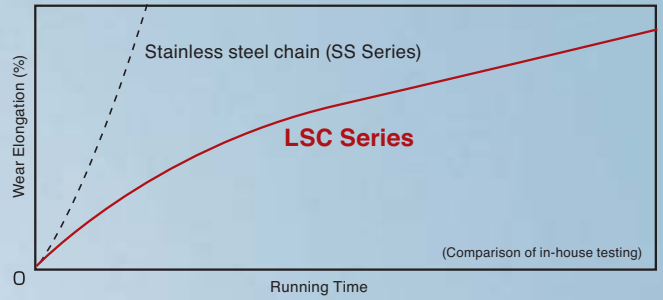 Stainless steel chain (SS Series)
Wear Elongation (%)
LSC Series
(Comparison of in-house testing)
O
Running Time